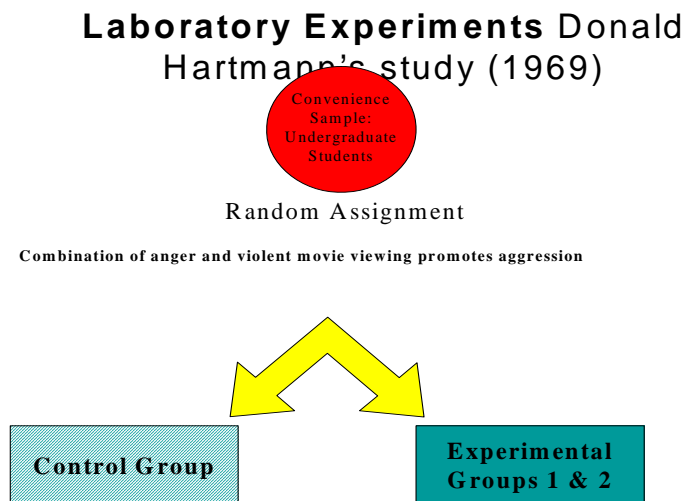 Laboratory Experiments Donald
Hartmann's study (1969)
Convenience
Sample:
Undergraduate
Students
Random Assignment
Combination of anger and violent movie viewing promotes aggression
Control Group
Experimental
Groups 1 & 2